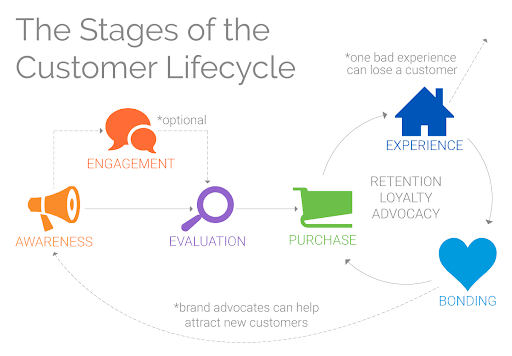 The Stages of the
Customer Lifecycle
*one bad experience
can lose a customer
*optional
ENGAGEMENT
EXPERIENCE
RETENTION
LOYALTY
ADVOCACY
AWARENESS
EVALUATION
PURCHASE
BONDING
*brand advocates can help
attract new customers